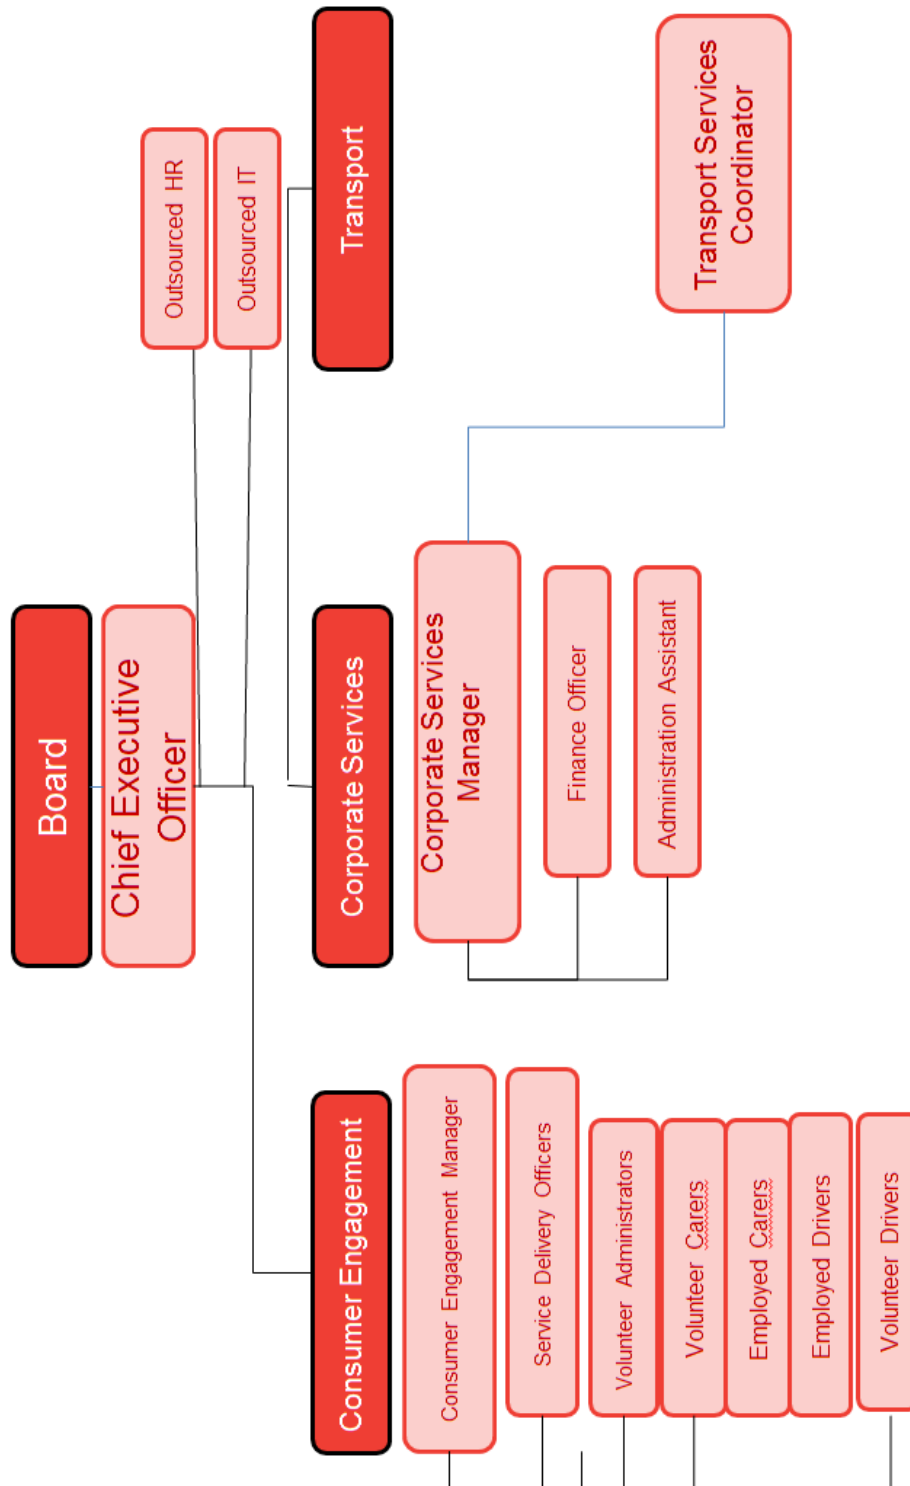 Board
Chief Executive
Officer
Outsourced HR
Outsourced IT
Consumer Engagement
Corporate Services
Transport
Consumer Engagement Manager
Service Delivery Officers
Volunteer Administrators
Volunteer Carers
Employed Carers
Employed Drivers
Volunteer Drivers
Corporate Services
Manager
Finance Officer
Administration Assistant
Transport Services
Coordinator